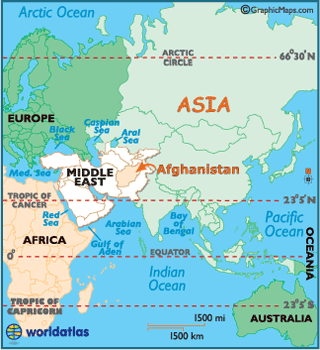 ©GraphicMaps.com
Arctic Ocean
ARCTIC
CIRCLE
66°30'N
ASIA
EUROPE
Black
Sea
Caspian
Sea
Aral
Sea
Med. Sea
MIDDLE
EAST
Afghanistan
TROPIC OF
CANCER
23°5'N
Red
Sea
Arabian
Sea
Bay of
Bengal
Pacific
Ocean
AFRICA
Gulf of
Aden
0°
EQUATOR
OCEANIA
Indian
Ocean
TROPIC OF
CAPRICORN
23°5'S
1500 mi
AUSTRALIA
1500 km
worldatlas